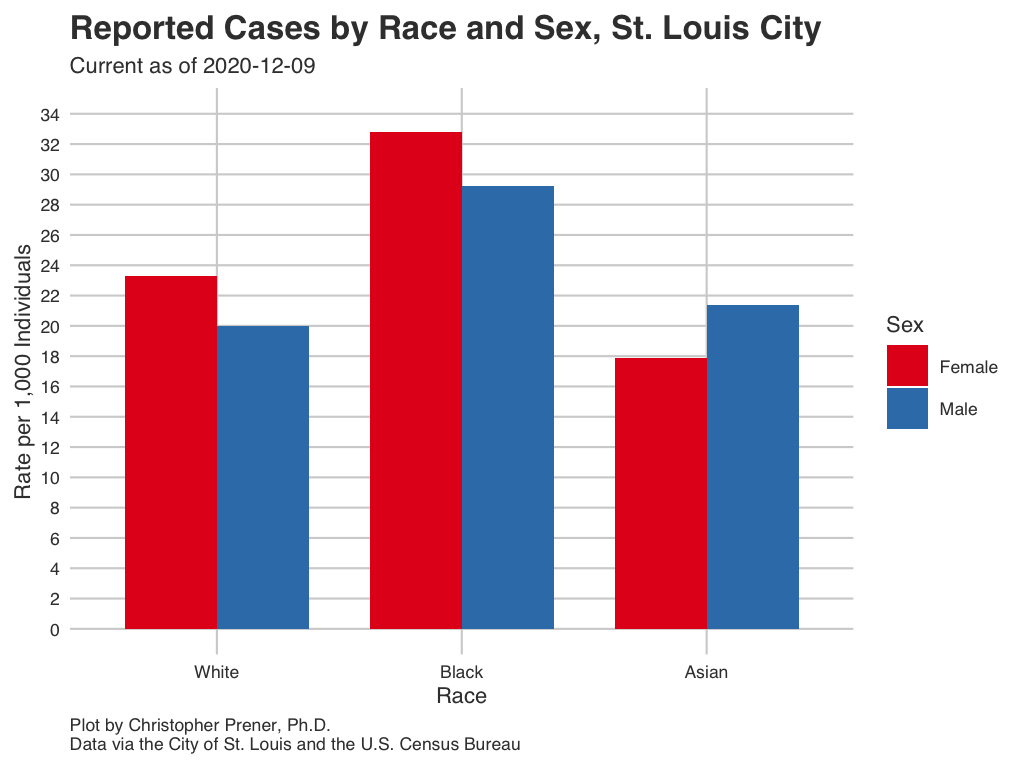 Reported Cases by Race and Sex, St. Louis City
Current as of 2020-12-09
Rate per 1,000 Individuals
34
32
30
28
26
24
22
20
18
16
14
12
10
8
6
4
2
0
White Black Asian
Race
Sex
Female
Male
Plot by Christopher Prener, Ph.D.
Data via the City of St. Louis and the U.S. Census Bureau